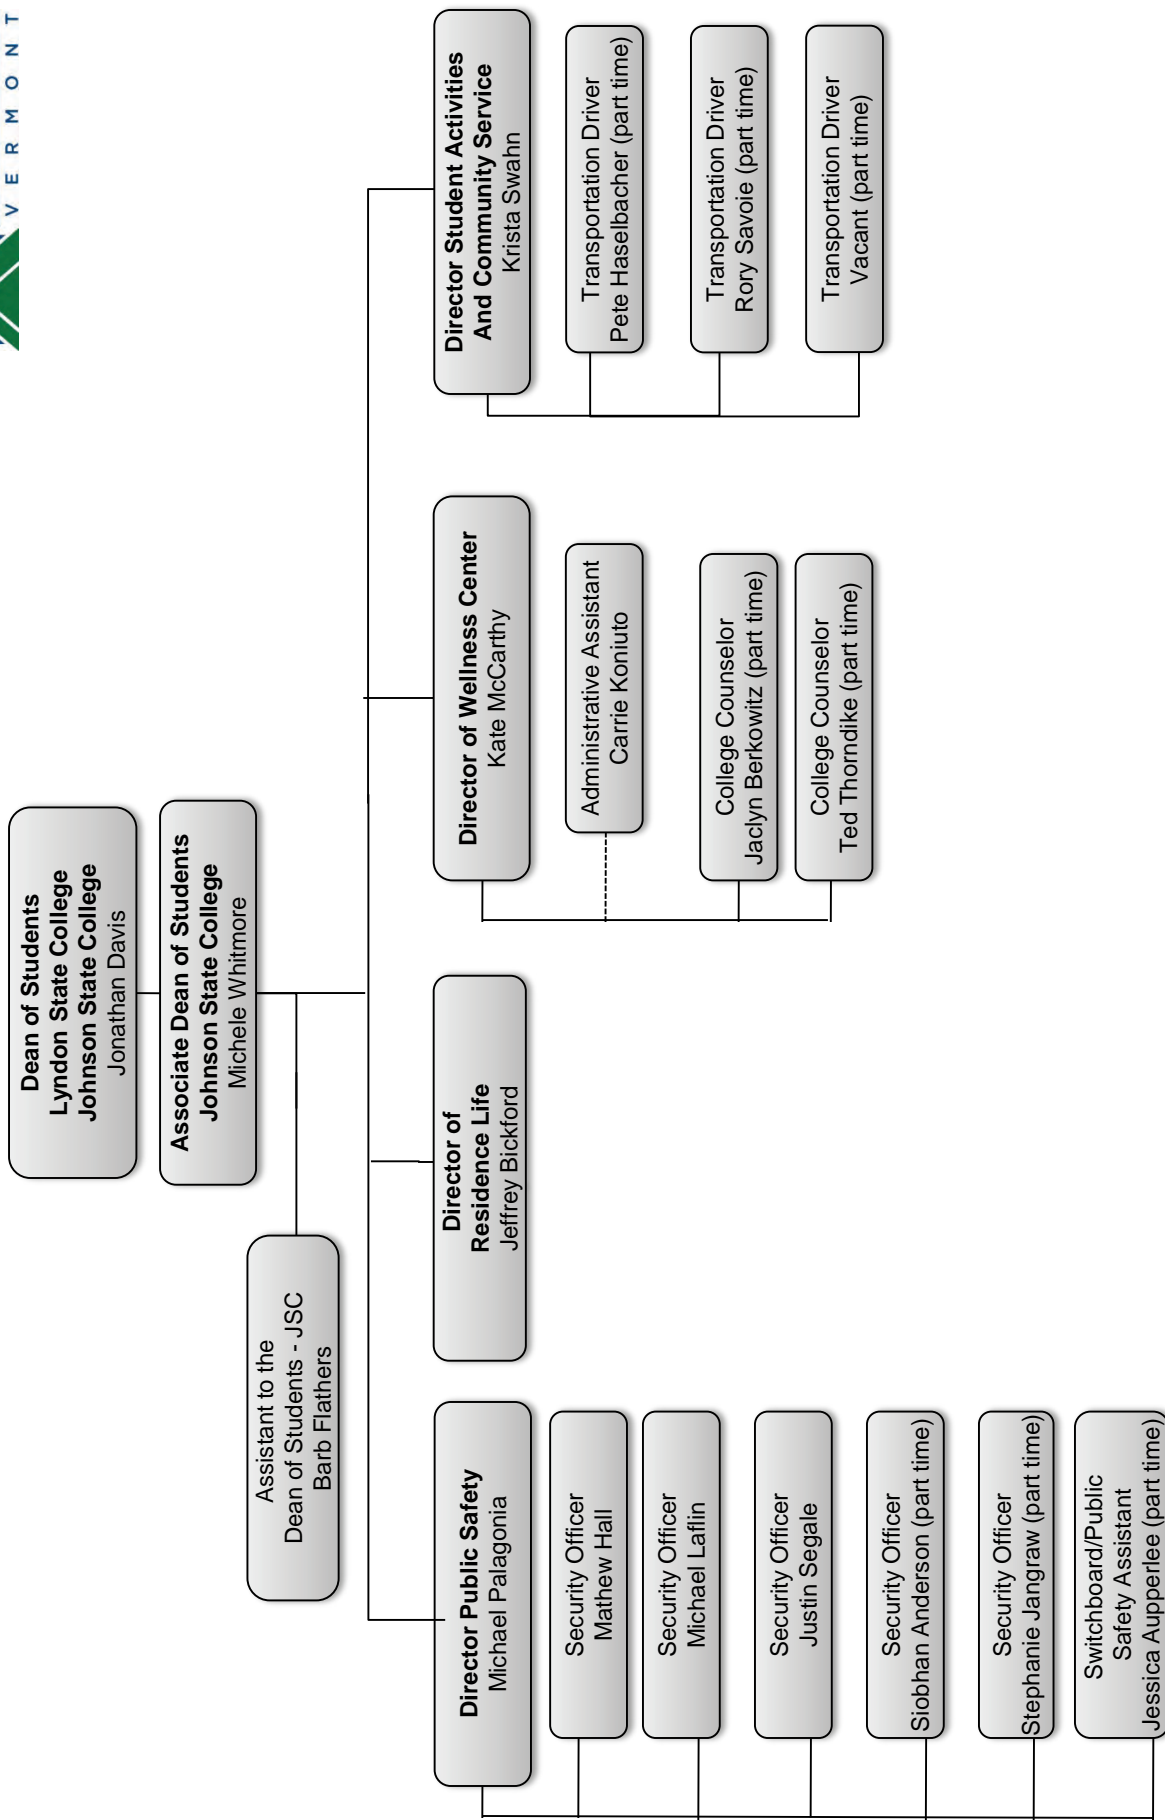 VERMONT
Dean of Students
Lyndon State College
Johnson State College
Jonathan Davis
Associate Dean of Students
Johnson State College
Michele Whitmore
Assistant to the
Dean of Students - JSC
Barb Flathers
Director Public Safety
Michael Palagonia
Security Officer
Mathew Hall
Security Officer
Michael Laflin
Security Officer
Justin Segale
Security Officer
Siobhan Anderson (part time)
Security Officer
Stephanie Jangraw (part time)
Switchboard/Public
Safety Assistant
Jessica Aupperlee (part time)
Director of
Residence Life
Jeffrey Bickford
Director of Wellness Center
Kate McCarthy
Administrative Assistant
Carrie Koniuto
College Counselor
Jaclyn Berkowitz (part time)
College Counselor
Ted Thorndike (part time)
Director Student Activities
And Community Service
Krista Swahn
Transportation Driver
Pete Haselbacher (part time)
Transportation Driver
Rory Savoie (part time)
Transportation Driver
Vacant (part time)